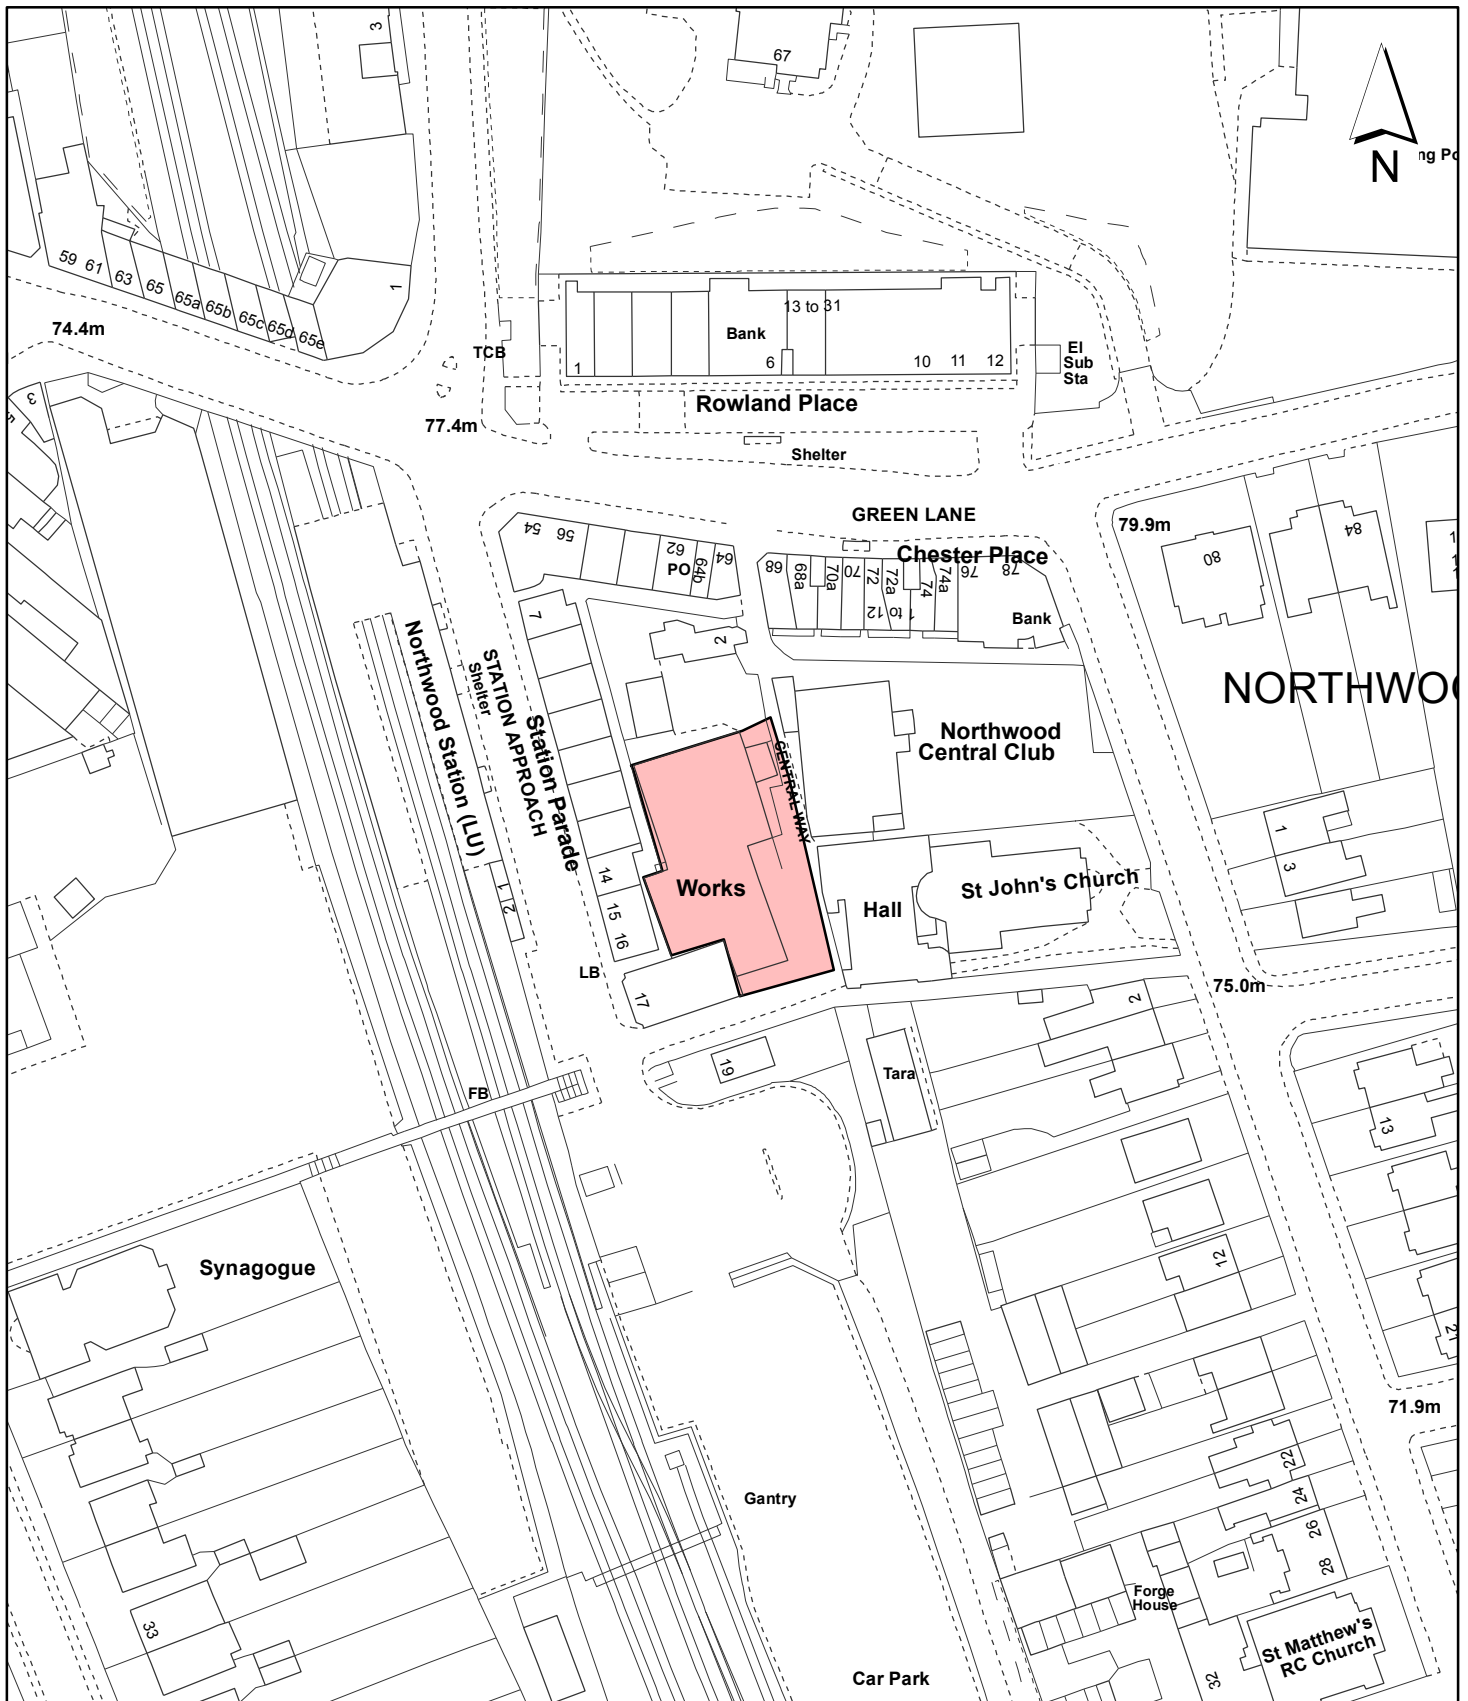 3
67
N
59
61
63
65
65a
65b
65c
65d
65e
1
74.4m
TCB
77.4m
3
13 to 31
Bank
1
6
10
11
12
El
Sub
Sta
Rowland Place
Shelter
GREEN LANE
Chester Place
79.9m
54
56
62
PO
64b
64
68
68a
70a
70
72
72a
74
74a
76
78
1 to 12
Bank
80
84
NORTHWOO
7
2
Northwood Station (LU)
Shelter
STATION APPROACH
Station Parade
CENTRAL WAY
Northwood
Central Club
1
3
14
15
16
17
1
2
LB
Works
Hall
St John's Church
75.0m
2
19
Tara
FB
13
12
Synagogue
71.9m
Gantry
22
24
26
28
33
Forge
House
St Matthew's
RC Church
32
Car Park